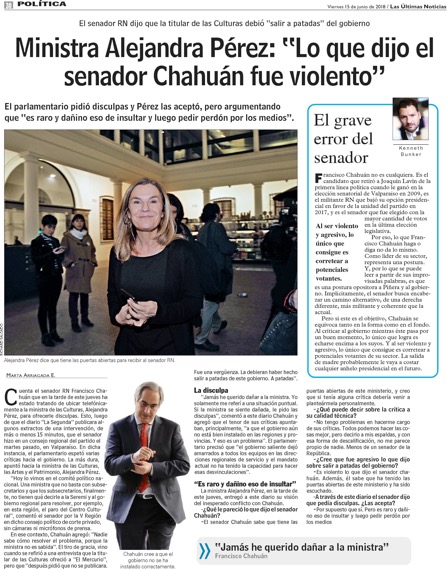 POLÍTICA
Viernes 15 de junio de 2018 / Las Últimas Noticias
El senador RN dijo que la titular de las Culturas debió "salir a patadas" del gobierno
Ministra Alejandra Pérez: "Lo que dijo el
senador Chahuán fue violento"
El parlamentario pidió disculpas y Pérez las aceptó, pero argumentando
que "es raro y dañino eso de insultar y luego pedir perdón por los medios".
El grave
error del
senador
Kenneth
Bunker
Francisco Chahuán no es cualquiera. Es el
candidato que retiró a Joaquín Lavín de la
primera línea política cuando le ganó en la
elección senatorial de Valparaíso en 2009, es
el militante RN que bajó su opción presidencial
en favor de la unidad del partido en
2017, y es el senador que fue elegido con la
mayor cantidad de votos
en la última elección
legislativa.
Por eso, lo que Francisco
Chahuán haga o
diga no da lo mismo.
Como líder de su sector,
representa una postura.
Y, por lo que se puede
leer a partir de sus improvisadas
palabras, es
que es una postura opositora a Piñera y al gobierno.
Implícitamente, el senador busca encabezar
un camino alternativo, de una derecha
diferente, más militante y coherente que la
actual.
Pero si este es el objetivo, Chahuán se
equivoca tanto en la forma como en el fondo.
Al criticar al gobierno mientras este pasa por
un buen momento, lo único que logra es
echarse encima a los suyos. Y al ser violento y
agresivo, lo único que consigue es corretear a
potenciales votantes de su sector. La salida
de madre probablemente le vaya a costar
cualquier anhelo presidencial en el futuro.
Al ser violento
y agresivo, lo
único que
consigue es
corretear a
potenciales
votantes.
Alejandra Pérez dice que tiene las puertas abiertas para recibir al senador RN.
MARTA ARRIAGADA E.
Cuenta el senador RN Francisco Chahuán
que en la tarde de este jueves ha
estado tratando de ubicar telefónicamente
a la ministra de las Culturas, Alejandra
Pérez, para ofrecerle disculpas. Esto, luego
de que el diario "La Segunda" publicara algunos
extractos de una intervención, de
más o menos 15 minutos, que el senador
hizo en un consejo regional del partido el
sábado pasado, en Valparaíso. En dicha
instancia, el parlamentario expresó varias
críticas hacia el gobierno. La más dura,
apuntó hacia la ministra de las Culturas,
las Artes y el Patrimonio, Alejandra Pérez.
"Hoy lo vimos en el comité político nacional.
Una ministra que no basta con subsecretarios
y que los subsecretarios, finalmente,
no tienen qué decirle a la Seremi y al gobierno
regional para resolver, por ejemplo,
en esta región, el paro del Centro Cultural",
comentó el senador por la V Región
en dicho consejo político de corte privado,
sin cámaras ni micrófonos de prensa.
En ese contexto, Chahuán agregó: "Nadie
sabía cómo resolver el problema, porque la
ministra no es nada". El tiro de gracia, vino
cuando se refirió a una entrevista que la titular
de las Culturas ofreció a "El Mercurio",
pero que "después pidió que no se publicara.
Fue una vergüenza. La debieran haber hecho
salir a patadas de este gobierno. A patadas".
La disculpa
"Jamás he querido dañar a la ministra. Yo
solamente me referí a una situación puntual.
Si la ministra se siente dañada, le pido las
disculpas", comentó a este diario Chahuán y
agregó que el tenor de sus críticas apuntaban,
principalmente, "a que el gobierno aún
no está bien instalado en las regiones y provincias.
Y eso es un problema". El parlamentario
precisó que "el gobierno saliente dejó
amarrados a todos los equipos en las direcciones
regionales de servicio y el mandato
actual no ha tenido la capacidad para hacer
esas desvinculaciones".
"Es raro y dañino eso de insultar"
La ministra Alejandra Pérez, en la tarde de
este jueves, entregó a este diario su visión
del inesperado conflicto con Chahuán.
-¿Qué le pareció lo que dijo el senador
Chahuán?
-El senador Chahuán sabe que tiene las
puertas abiertas de este ministerio, y creo
que si tenía alguna crítica debería venir a
planteármela personalmente.
-¿Qué puede decir sobre la crítica a
su calidad técnica?
-No tengo problemas en hacerme cargo
de sus críticas. Todos podemos hacer las cosas
mejor, pero decirlo a mis espaldas, y con
esa forma de descalificación, no me parece
bien de nadie. Menos de un senador de la
República.
-¿Cree que fue agresivo lo que dijo
sobre salir a patadas del gobierno?
-Es violento lo que dijo el senador Chahuán.
Además, él sabe que ha tenido las
puertas abiertas de este ministerio y ha sido
escuchado.
-A través de este diario el senador dice
que pedía disculpas. ¿Las acepta?
-Por supuesto que sí. Pero es raro y dañino
eso de insultar y luego pedir perdón por
los medios
Chahuán cree a que el
gobierno no se ha
instalado correctamente.
"Jamás he querido dañar a la ministra"
Francisco Chahuán